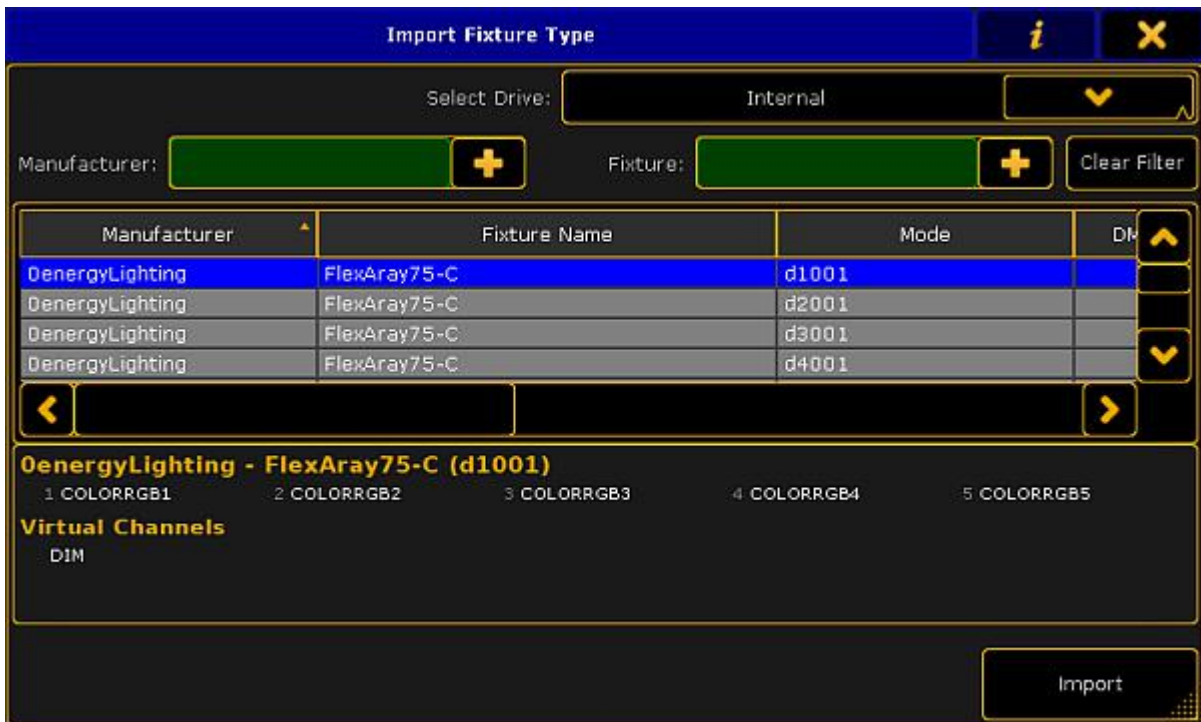 Import Fixture Type i
Select Drive: Internal
Manufacturer: Fixture: Clear Filter
Manufacturer Fixture Name Mode DM
0energyLighting FlexAray75-C d1001
0energyLighting FlexAray75-C d2001
0energyLighting FlexAray75-C d3001
0energyLighting FlexAray75-C d4001
0energyLighting - FlexAray75-C (d1001)
1 COLORRGB1 2 COLORRGB2 3 COLORRGB3 4 COLORRGB4 5 COLORRGB5
Virtual Channels
DIM
Import